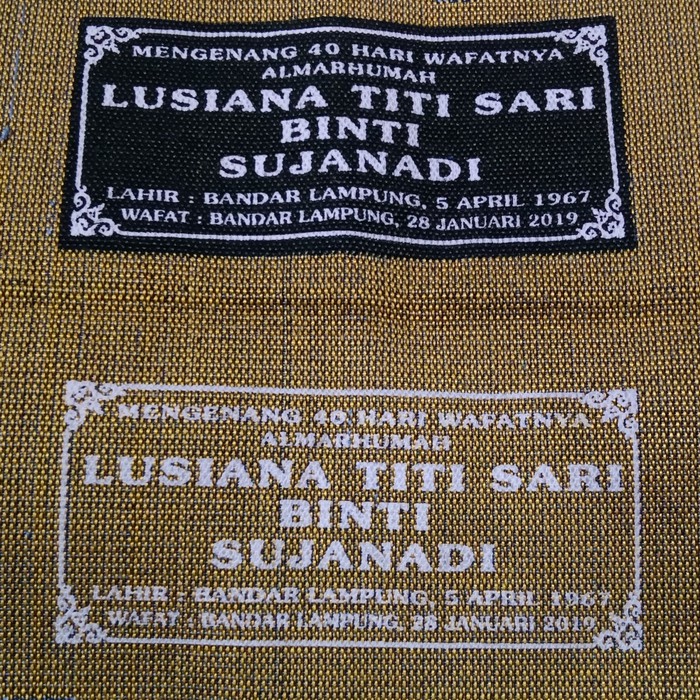 MENGENANG 40 HARI WAFATNYA
ALMARHUMAH
LUSIANA TITI SARI
BINTI
SUJANADI
LAHIR : BANDAR LAMPUNG, 5 APRIL 1967
WAFAT : BANDAR LAMPUNG, 28 JANUARI 2019
MENGENANG 40 HARI WAFATNYA
ALMARHUMAH
LUSIANA TITI SARI
BINTI
SUJANADI
LAHIR : BANDAR LAMPUNG, 5 APRIL 1967
WAFAT : BANDAR LAMPUNG, 28 JANUARI 2019